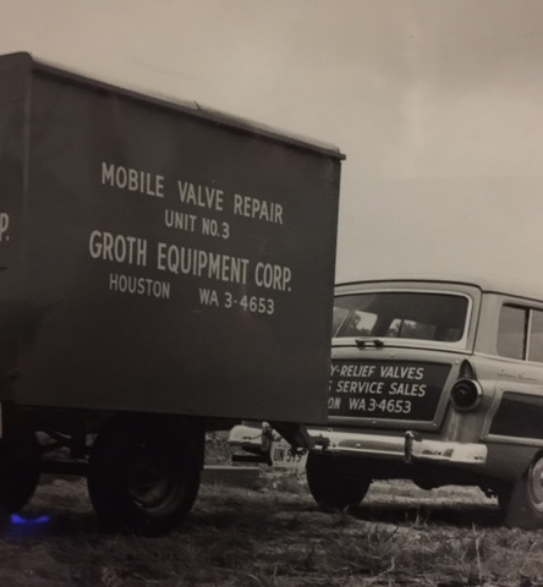 P.
MOBILE VALVE REPAIR
UNIT NO. 3
GROTH EQUIPMENT CORP.
HOUSTON WA 3-4653
Y-RELIEF VALVES
SERVICE SALES
ON WA 3-4653